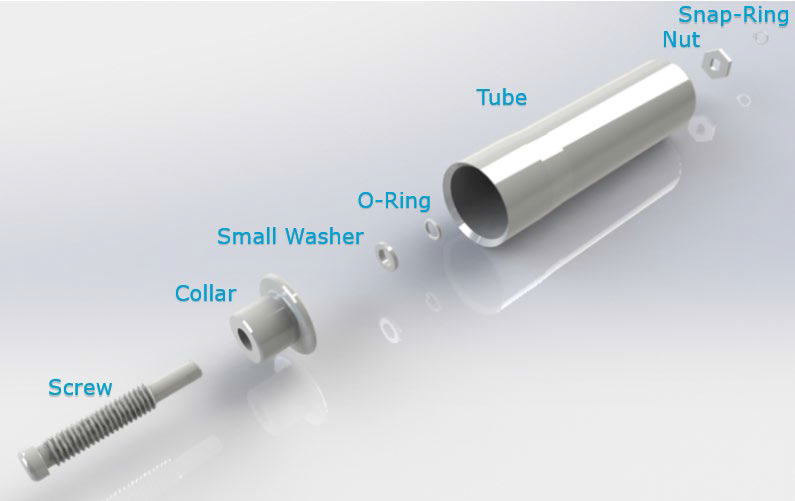 Snap-Ring
Nut
Tube
O-Ring
Small Washer
Collar
Screw